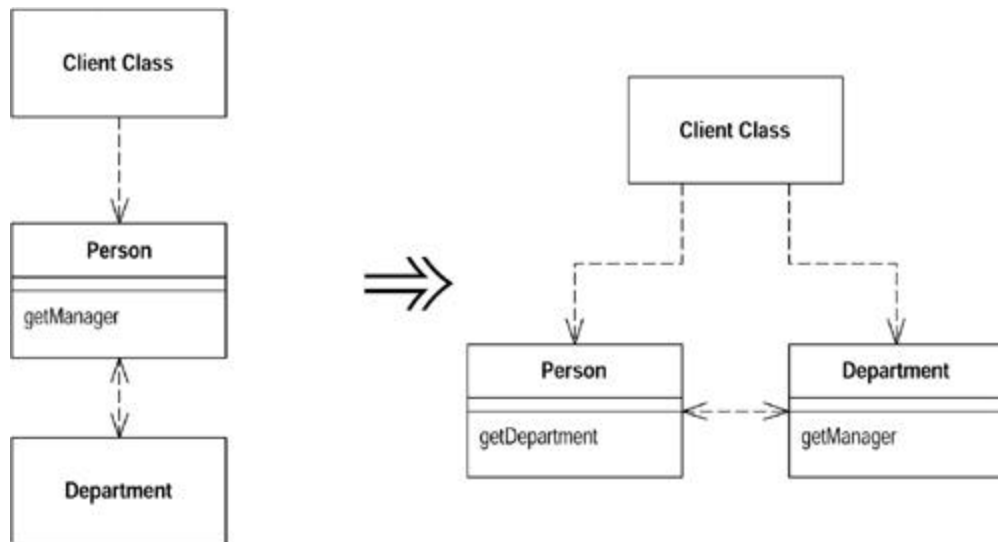 Client Class
Person
getManager
Department
Client Class
Person
getDepartment
Department
getManager